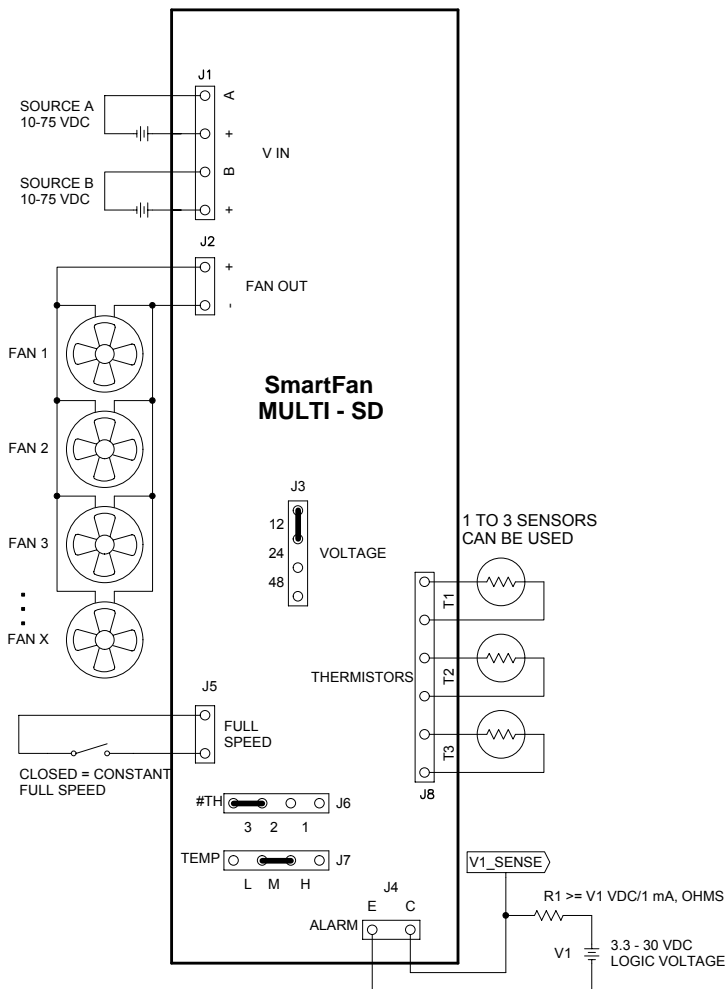 J1
A
SOURCE A
10-75 VDC
+
V IN
B
SOURCE B
10-75 VDC
+
J2
+
FAN OUT
-
FAN 1
SmartFan
MULTI - SD
FAN 2
J3
12
24
48
VOLTAGE
1 TO 3 SENSORS
CAN BE USED
FAN 3
T1
FAN X
THERMISTORS
T2
J5
FULL
SPEED
T3
CLOSED = CONSTANT
FULL SPEED
J8
#TH
J6
3 2 1
TEMP
J7
L M H
V1_SENSE
J4
E C
R1 >= V1 VDC/1 mA, OHMS
ALARM
V1
3.3 - 30 VDC
LOGIC VOLTAGE